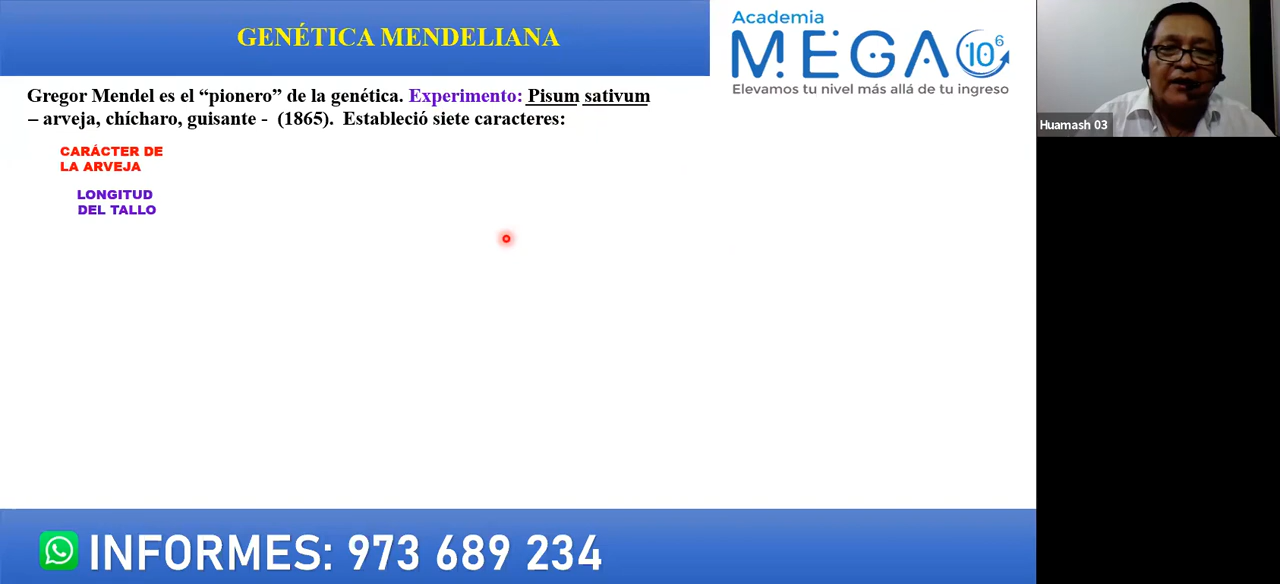 GENÉTICA MENDELIANA
Academia
MEGA 10⁶
Elevamos tu nivel más allá de tu ingreso
Gregor Mendel es el “pionero” de la genética. Experimento: Pisum sativum
– arveja, chícharo, guisante - (1865). Estableció siete caracteres:
CARÁCTER DE
LA ARVEJA
LONGITUD
DEL TALLO
Huamash 03
INFORMES: 973 689 234